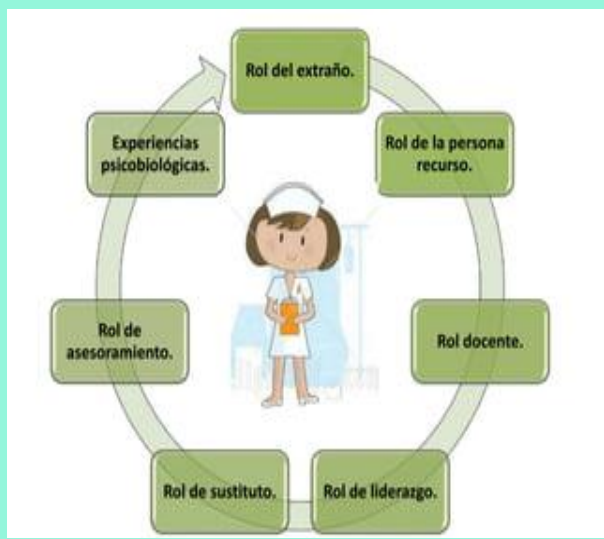 Rol del extraño.
Rol de la persona
recurso.
Rol docente.
Rol de liderazgo.
Rol de sustituto.
Rol de
asesoramiento.
Experiencias
psicobiológicas.